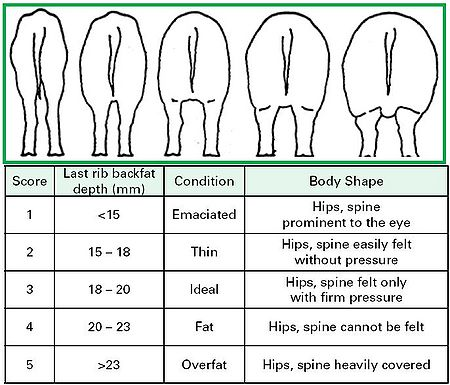 Score
Last rib backfat
depth (mm)
Condition
Body Shape
1
<15
Emaciated
Hips, spine
prominent to the eye
2
15 – 18
Thin
Hips, spine easily felt
without pressure
3
18 – 20
Ideal
Hips, spine felt only
with firm pressure
4
20 – 23
Fat
Hips, spine cannot be felt
5
>23
Overfat
Hips, spine heavily covered